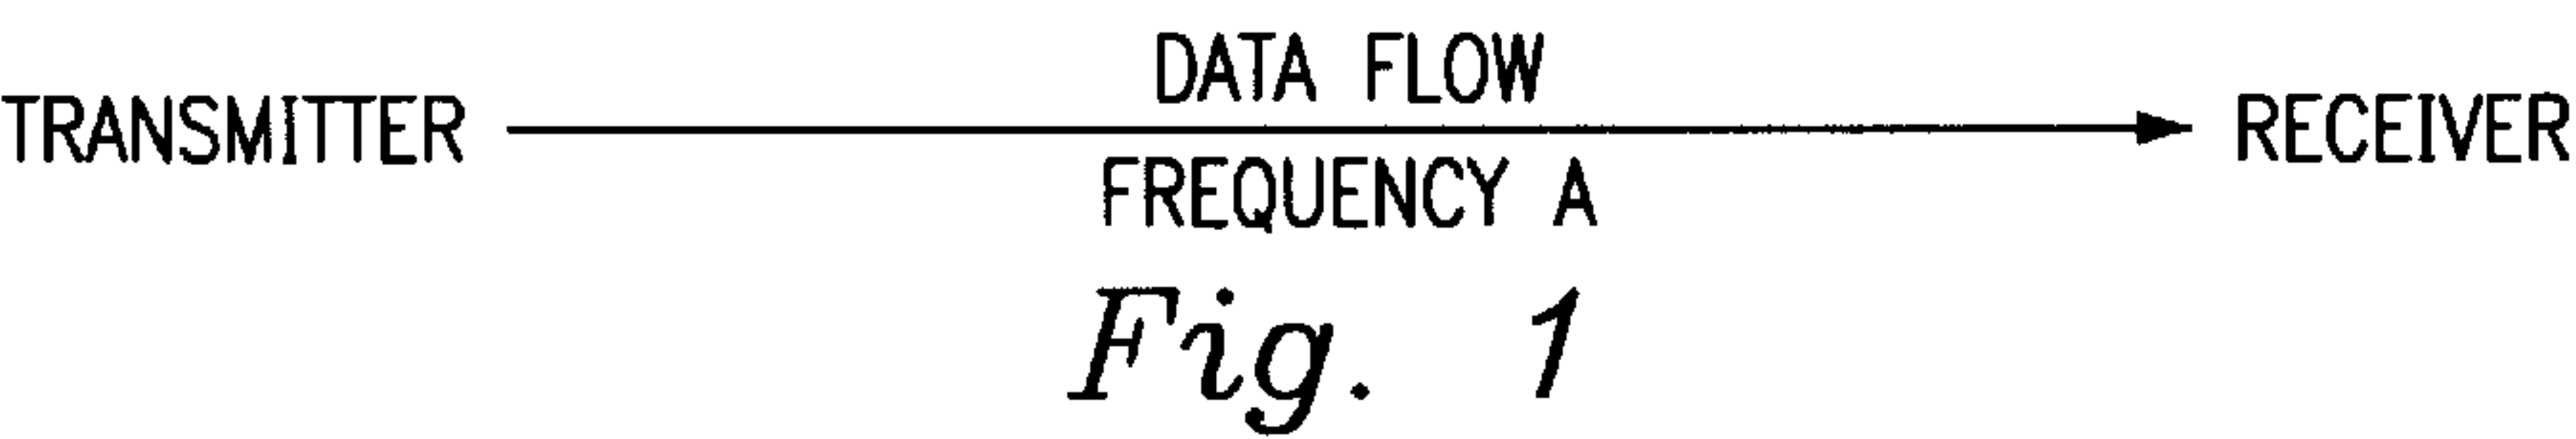 DATA FLOW
TRANSMITTER
RECEIVER
FREQUENCY A
Fig. 1